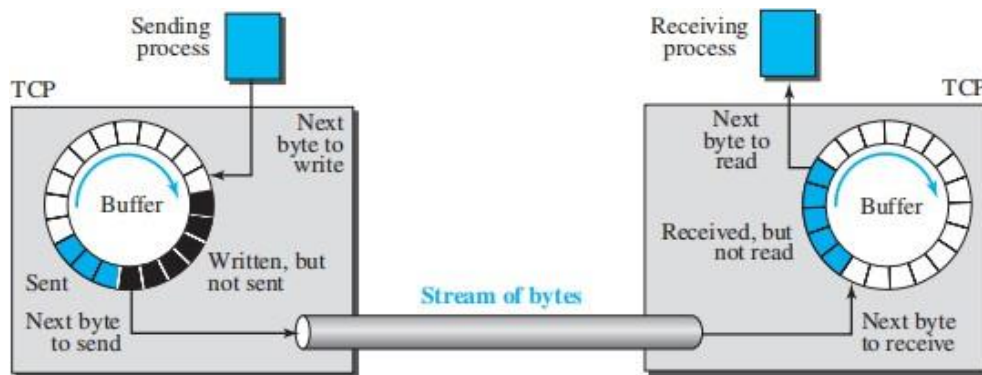 Sending
process
Receiving
process
TCP
TCP
Next
byte to
write
Buffer
Written, but
not sent
Sent
Next byte
to send
Stream of bytes
Next
byte to
read
Buffer
Received, but
not read
Next byte
to receive